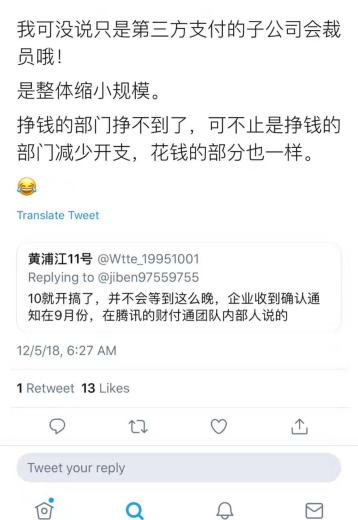 我可没说只是第三方支付的子公司会裁
员哦！
是整体缩小规模。
挣钱的部门挣不到了，可不止是挣钱的
部门减少开支，花钱的部分也一样。
😂
Translate Tweet
黄浦江11号 @Wtte_19951001
Replying to @jiben97559755
10就开搞了，并不会等到这么晚，企业收到确认通
知在9月份，在腾讯的财付通团队内部人说的
12/5/18, 6:27 AM
1 Retweet 13 Likes
Tweet your reply